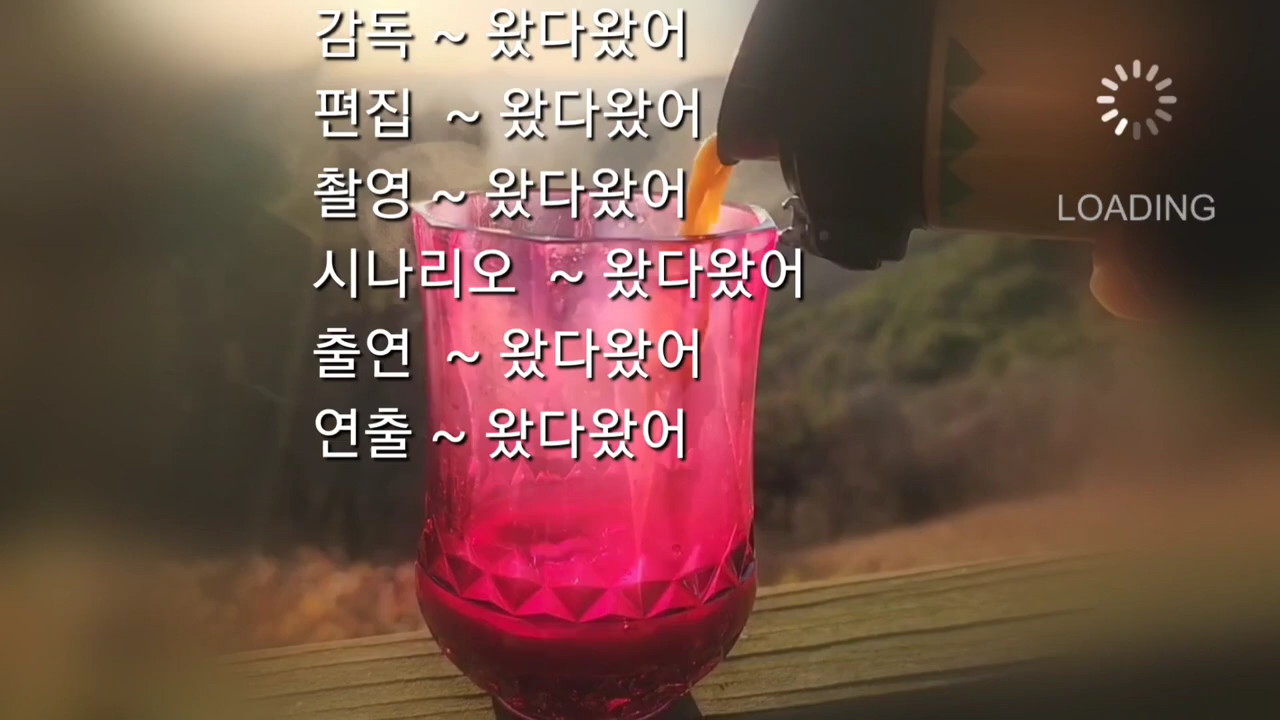 감독 ~ 왔다왔어
편집 ~ 왔다왔어
촬영 ~ 왔다왔어
시나리오 ~ 왔다왔어
출연 ~ 왔다왔어
연출 ~ 왔다왔어
LOADING